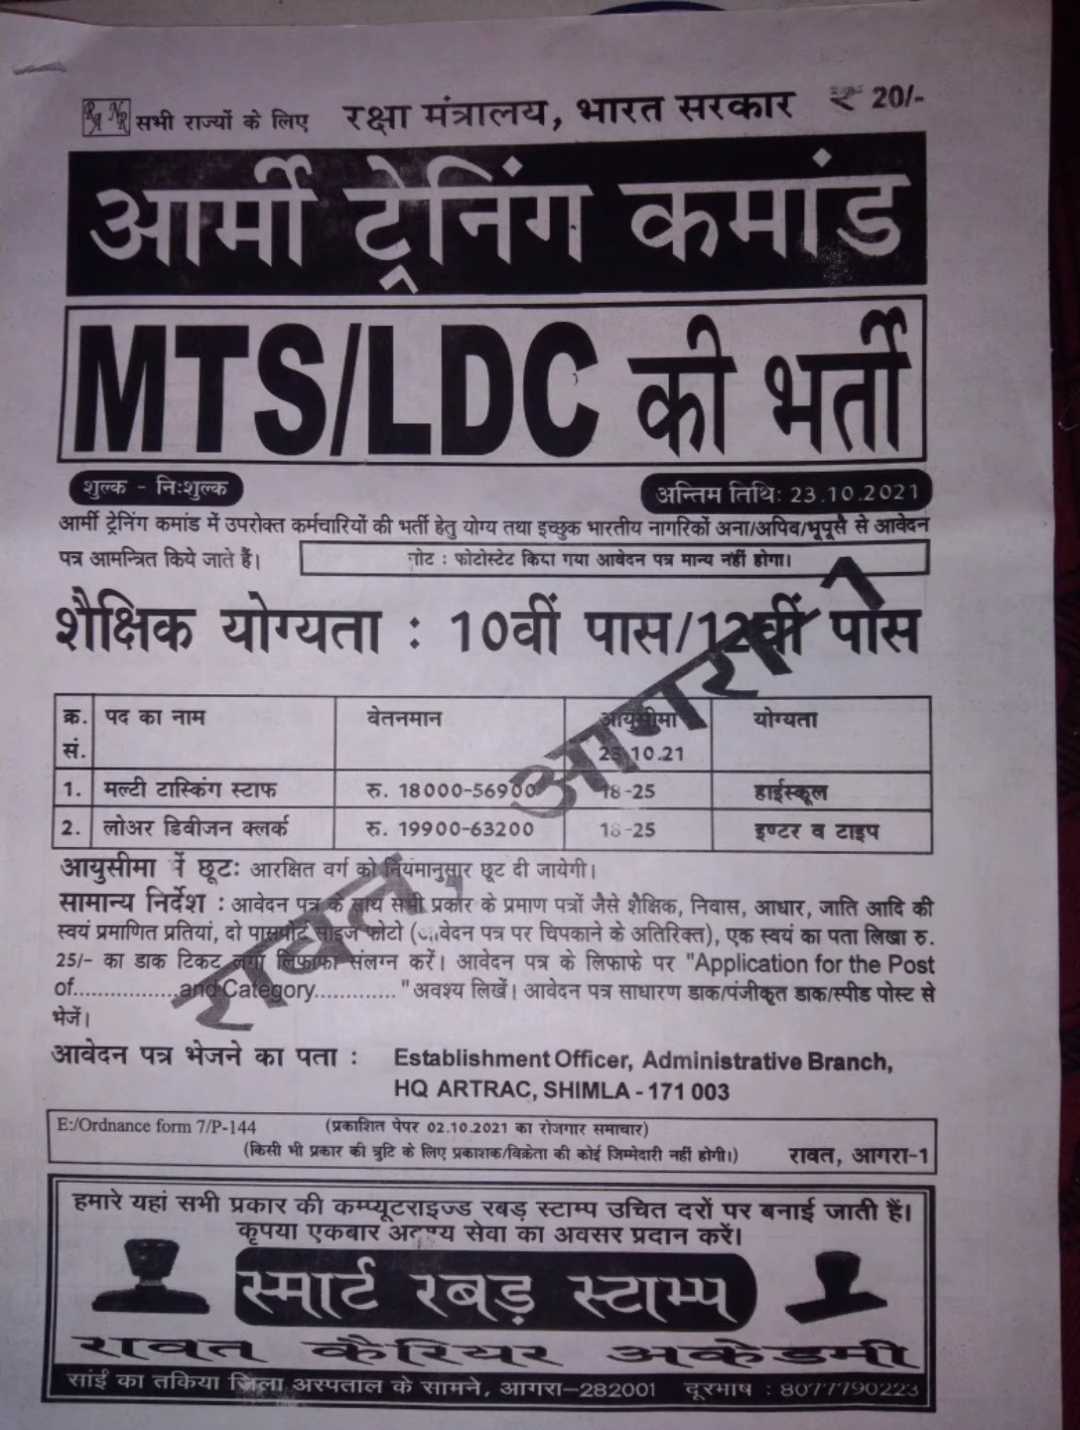 सभी राज्यों के लिए रक्षा मंत्रालय, भारत सरकार ₹ 20/-
आर्मी ट्रेनिंग कमांड
MTS/LDC की भर्ती
शुल्क - निःशुल्क अन्तिम तिथिः 23.10.2021
आर्मी ट्रेनिंग कमांड में उपरोक्त कर्मचारियों की भर्ती हेतु योग्य तथा इच्छुक भारतीय नागरिकों अना/अपिव/भूपूसै से आवेदन
पत्र आमन्त्रित किये जाते हैं। नोट : फोटोस्टेट किया गया आवेदन पत्र मान्य नहीं होगा।
शैक्षिक योग्यता : 10वीं पास/12वीं पास
क्र. सं. पद का नाम वेतनमान आयुसीमा 23.10.21 योग्यता
1. मल्टी टास्किंग स्टाफ रु. 18000-56900 18-25 हाईस्कूल
2. लोअर डिवीजन क्लर्क रु. 19900-63200 18-25 इण्टर व टाइप
आयुसीमा में छूटः आरक्षित वर्ग को नियमानुसार छूट दी जायेगी।
सामान्य निर्देश : आवेदन पत्र के साथ सभी प्रकार के प्रमाण पत्रों जैसे शैक्षिक, निवास, आधार, जाति आदि की
स्वयं प्रमाणित प्रतियां, दो पासपोर्ट साइज फोटो (आवेदन पत्र पर चिपकाने के अतिरिक्त), एक स्वयं का पता लिखा रु.
25/- का डाक टिकट लगा लिफाफा संलग्न करें। आवेदन पत्र के लिफाफे पर "Application for the Post
of.................and Category............. " अवश्य लिखें। आवेदन पत्र साधारण डाक/पंजीकृत डाक/स्पीड पोस्ट से
भेजें।
रावत, आगरा-1
आवेदन पत्र भेजने का पता : Establishment Officer, Administrative Branch,
HQ ARTRAC, SHIMLA - 171 003
E:/Ordnance form 7/P-144 (प्रकाशित पेपर 02.10.2021 का रोजगार समाचार)
(किसी भी प्रकार की त्रुटि के लिए प्रकाशक/विक्रेता की कोई जिम्मेदारी नहीं होगी।) रावत, आगरा-1
हमारे यहां सभी प्रकार की कम्प्यूटराइज्ड रबड़ स्टाम्प उचित दरों पर बनाई जाती हैं।
कृपया एकबार अवश्य सेवा का अवसर प्रदान करें।
स्मार्ट रबड़ स्टाम्प
रावत कैरियर अकेडमी
सांई का तकिया जिला अस्पताल के सामने, आगरा-282001 दूरभाष : 8077790223